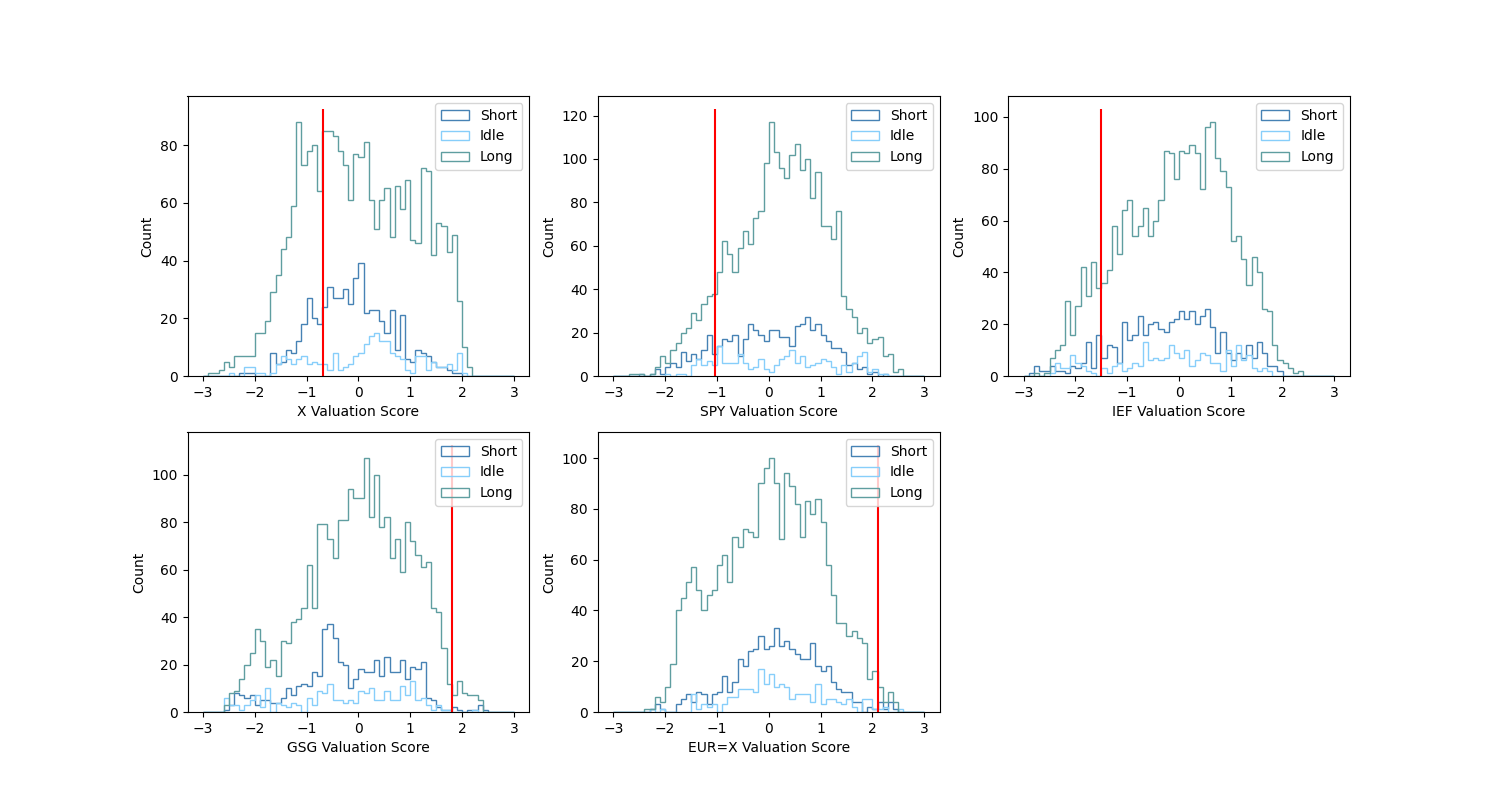 Short
Idle
Long
80
60
40
20
0
Count
−3 −2 −1 0 1 2 3
X Valuation Score
Short
Idle
Long
120
100
80
60
40
20
0
Count
−3 −2 −1 0 1 2 3
SPY Valuation Score
Short
Idle
Long
100
80
60
40
20
0
Count
−3 −2 −1 0 1 2 3
IEF Valuation Score
Short
Idle
Long
100
80
60
40
20
0
Count
−3 −2 −1 0 1 2 3
GSG Valuation Score
Short
Idle
Long
100
80
60
40
20
0
Count
−3 −2 −1 0 1 2 3
EUR=X Valuation Score